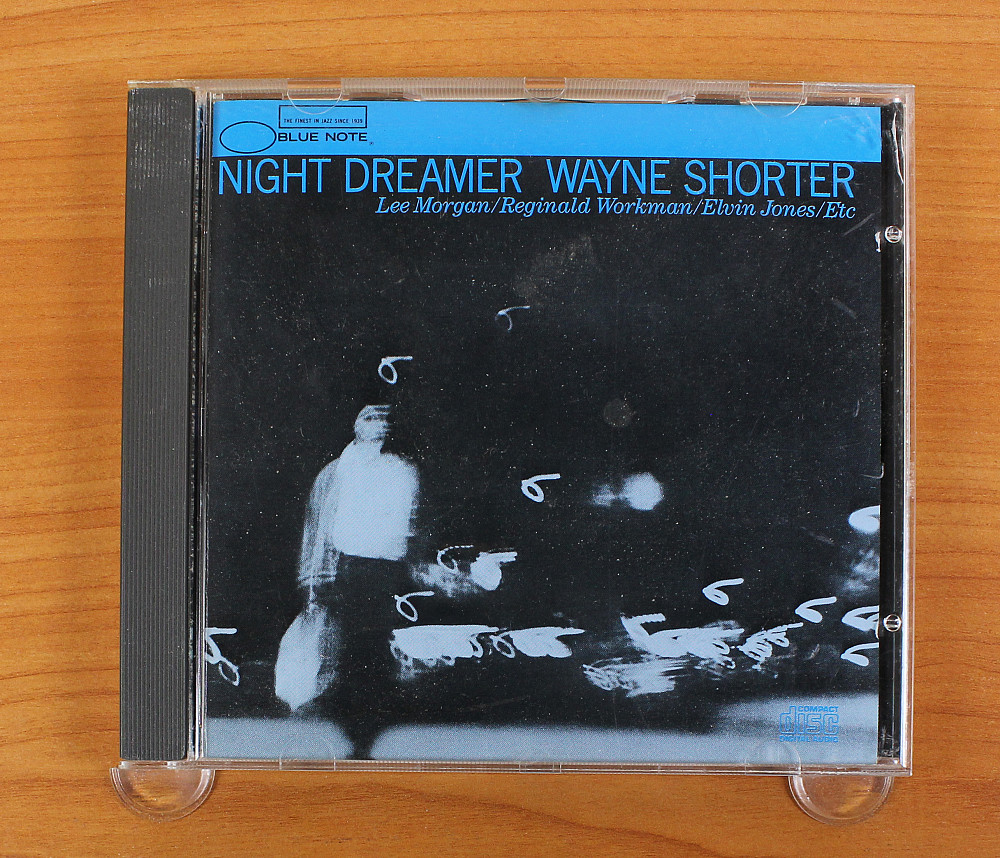 THE FINEST IN JAZZ SINCE 1939
BLUE NOTE®
NIGHT DREAMER WAYNE SHORTER
Lee Morgan/Reginald Workman/Elvin Jones/Etc
COMPACT
disc
DIGITAL AUDIO